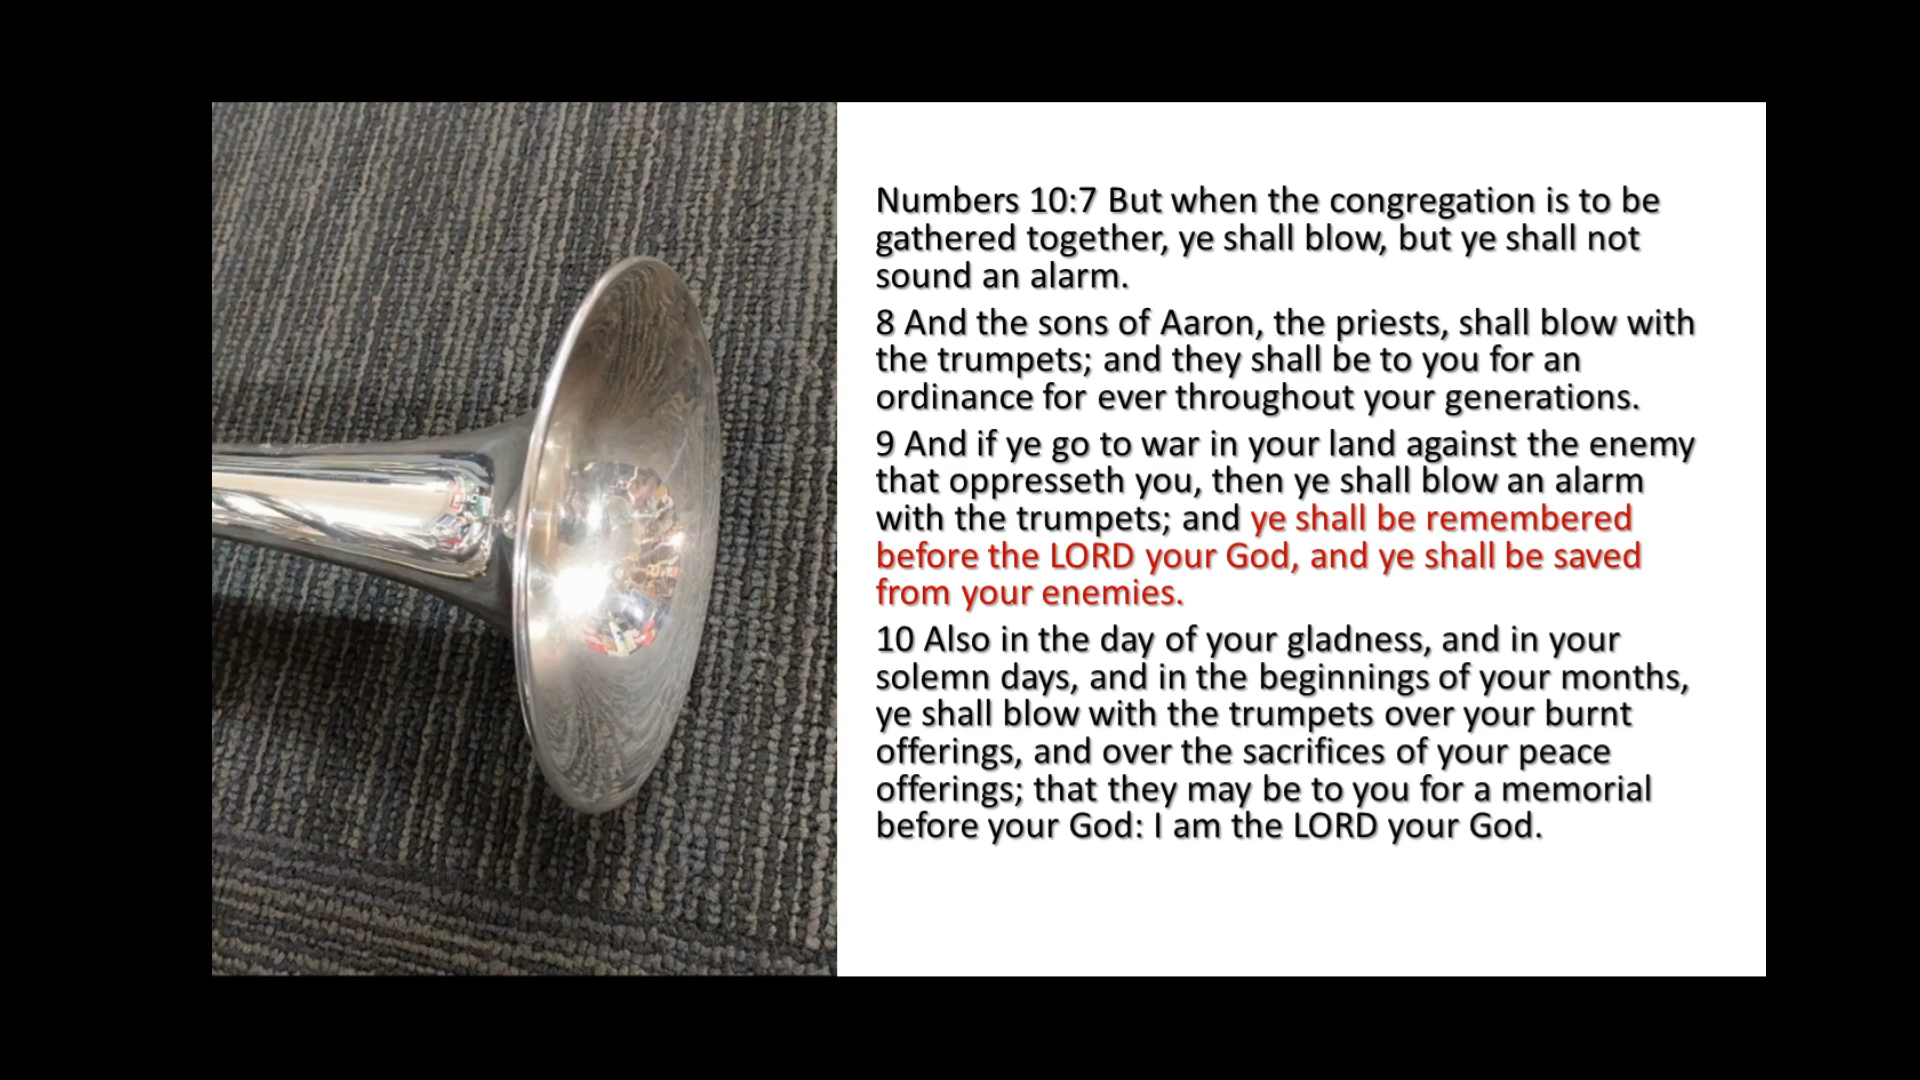 Numbers 10:7 But when the congregation is to be
gathered together, ye shall blow, but ye shall not
sound an alarm.
8 And the sons of Aaron, the priests, shall blow with
the trumpets; and they shall be to you for an
ordinance for ever throughout your generations.
9 And if ye go to war in your land against the enemy
that oppresseth you, then ye shall blow an alarm
with the trumpets; and ye shall be remembered
before the LORD your God, and ye shall be saved
from your enemies.
10 Also in the day of your gladness, and in your
solemn days, and in the beginnings of your months,
ye shall blow with the trumpets over your burnt
offerings, and over the sacrifices of your peace
offerings; that they may be to you for a memorial
before your God: I am the LORD your God.